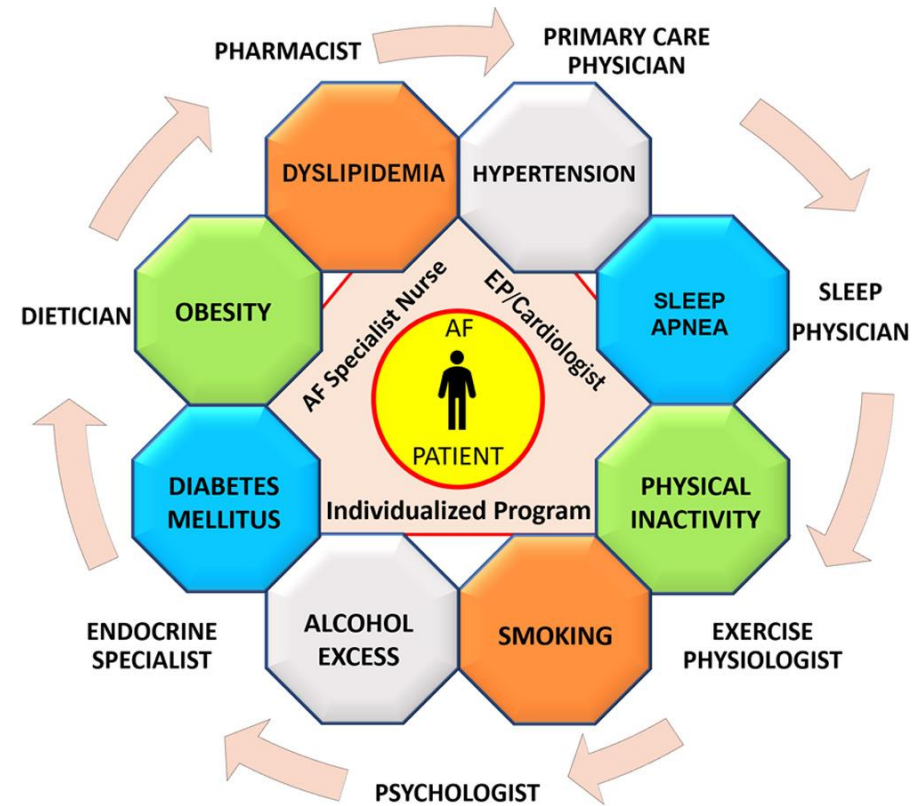 PHARMACIST
PRIMARY CARE
PHYSICIAN
DYSLIPIDEMIA
HYPERTENSION
SLEEP
APNEA
SLEEP
PHYSICIAN
PHYSICAL
INACTIVITY
EXERCISE
PHYSIOLOGIST
SMOKING
PSYCHOLOGIST
ALCOHOL
EXCESS
ENDOCRINE
SPECIALIST
DIABETES
MELLITUS
DIETICIAN
OBESITY
AF Specialist Nurse
EP/Cardiologist
Individualized Program
AF
PATIENT